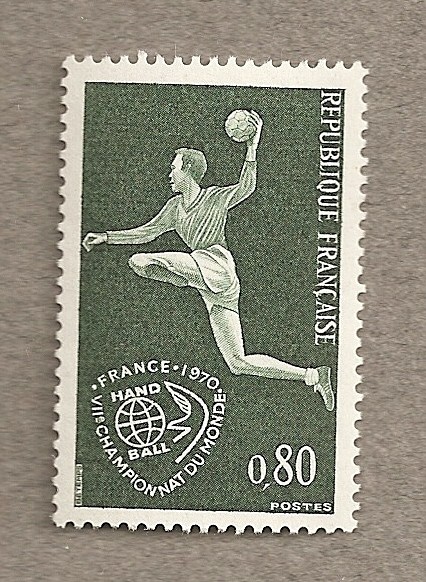 REPUBLIQUE FRANÇAISE
• FRANCE • 1970 •
VIIe CHAMPIONNAT DU MONDE
HAND
BALL
0,80
POSTES